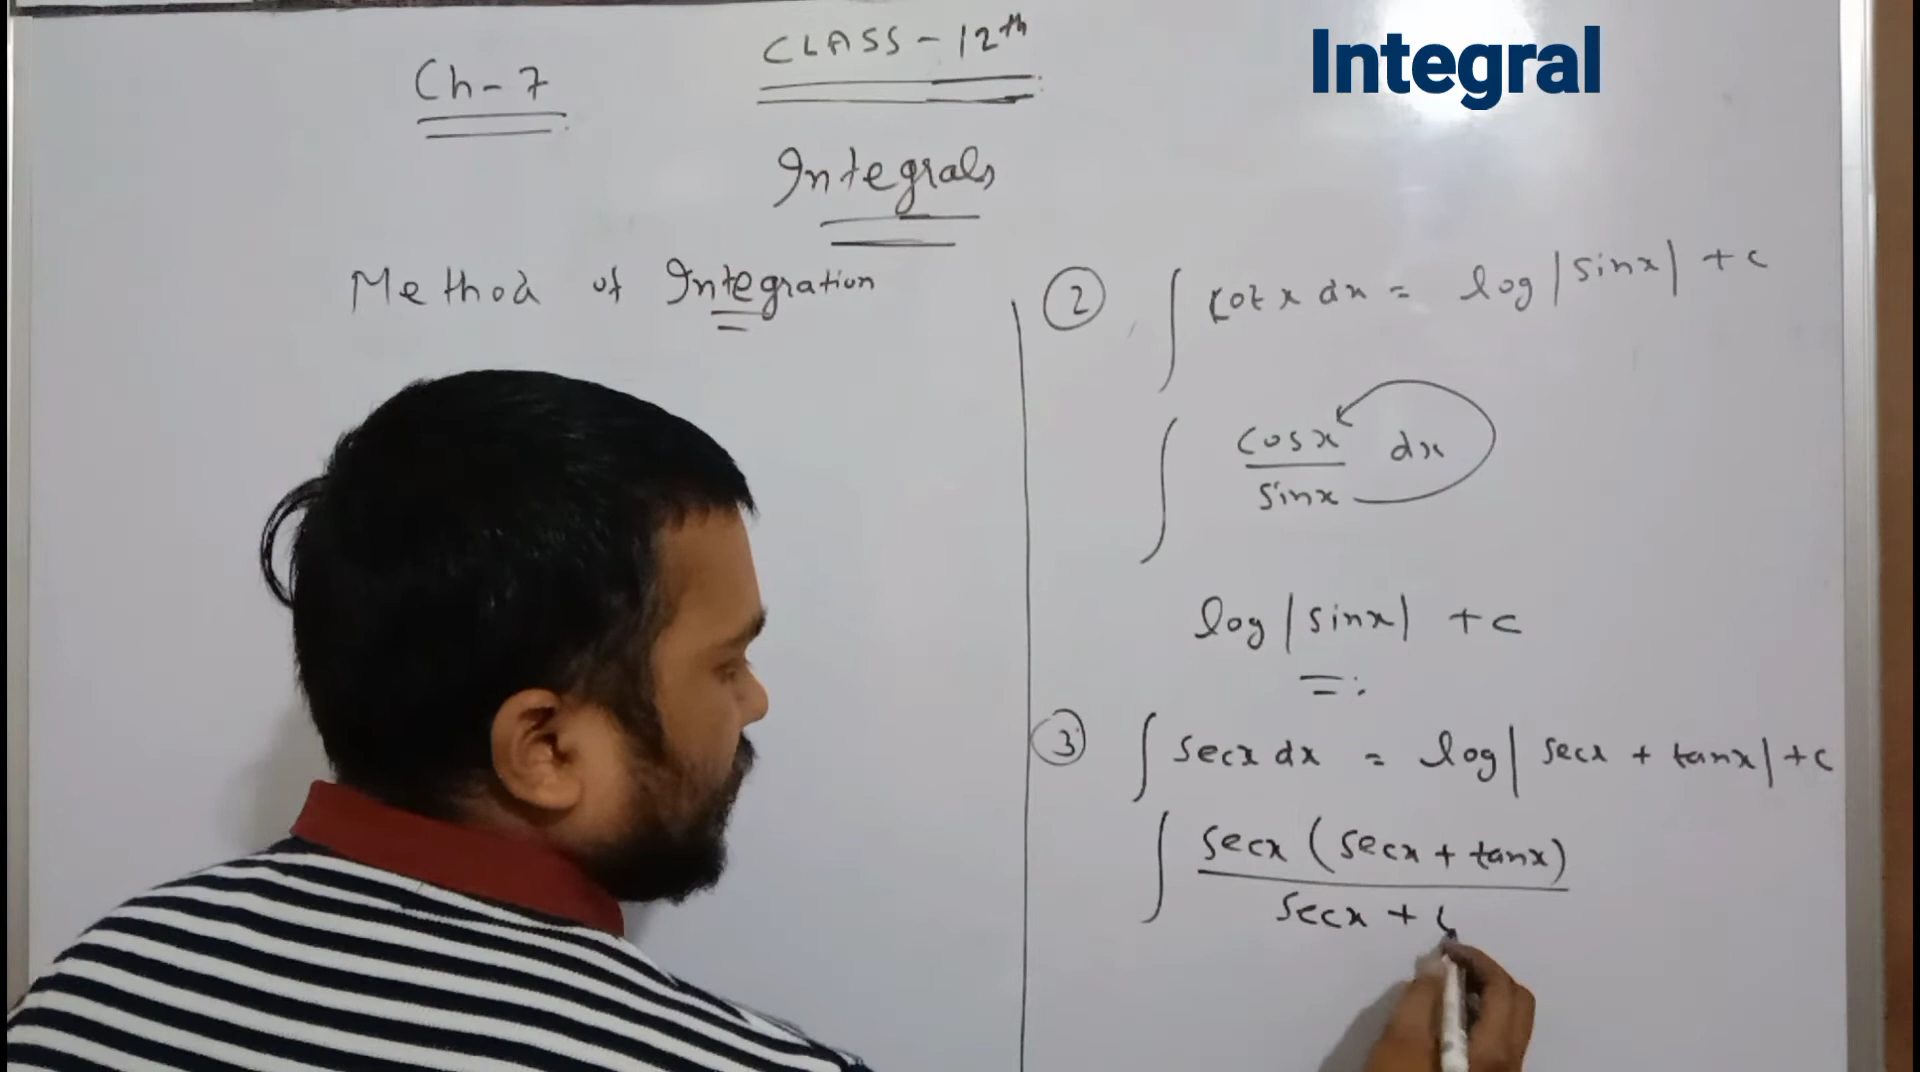 Integral
CLASS - 12th
Ch-7
Integrals
Method of Integration
② ∫ cot x dx = log |sinx| + c
∫ cosx / sinx dx
log |sinx| + c
=
③ ∫ secx dx = log | secx + tanx | + c
∫ secx (secx + tanx)
secx +